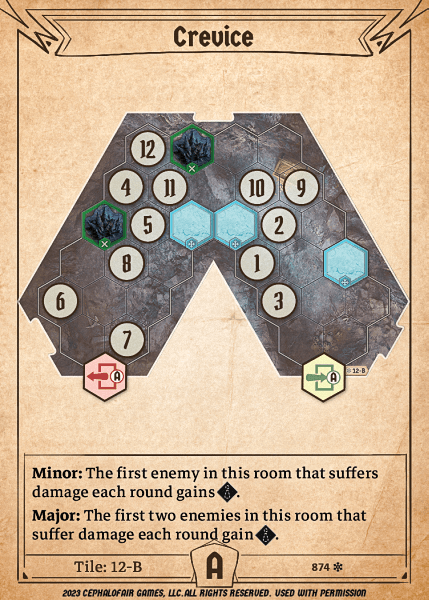 Crevice
12
4 11 10 9
5 2
8 1
6 3
7
A A
12-B
Minor: The first enemy in this room that suffers
damage each round gains .
Major: The first two enemies in this room that
suffer damage each round gain .
Tile: 12-B A 874
2023 CEPHALOFAIR GAMES, LLC. ALL RIGHTS RESERVED. USED WITH PERMISSION